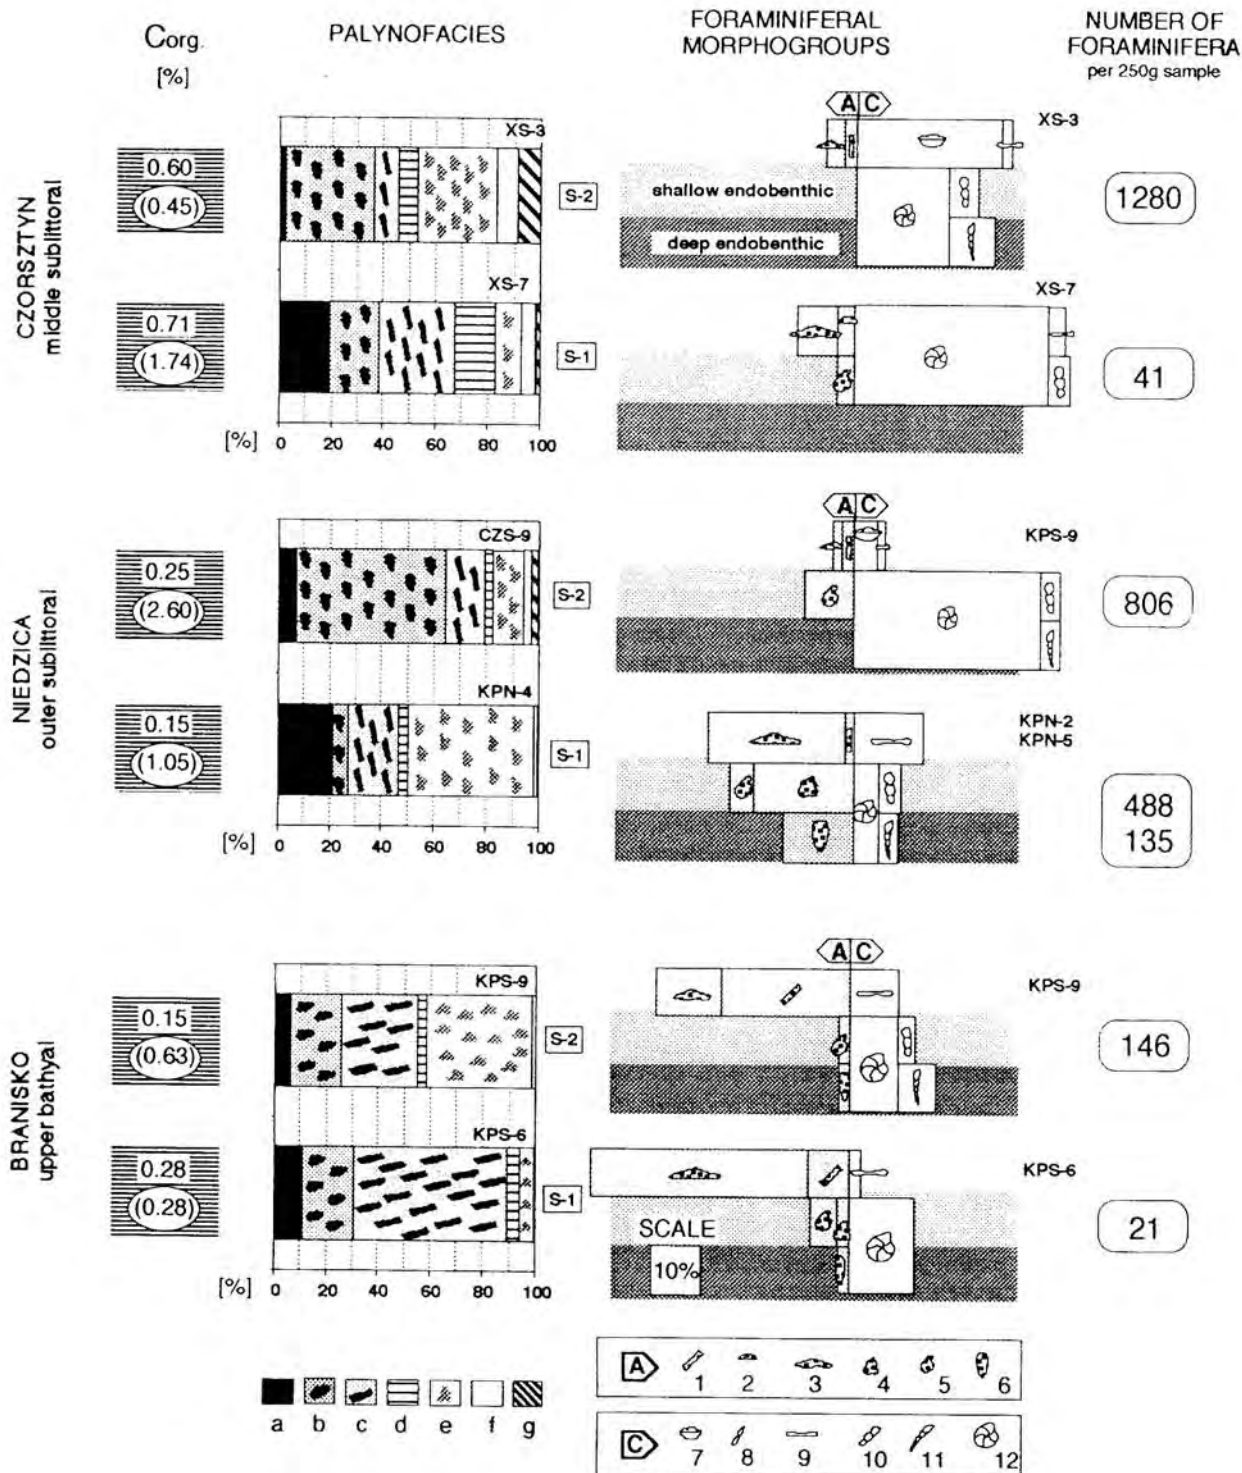 Corg.
[%]
PALYNOFACIES
FORAMINIFERAL
MORPHOGROUPS
NUMBER OF
FORAMINIFERA
per 250g sample
CZORSZTYN
middle sublittoral
0.60
(0.45)
XS-3
S-2
A C
XS-3
shallow endobenthic
deep endobenthic
1280
0.71
(1.74)
XS-7
S-1
XS-7
41
[%] 0 20 40 60 80 100
NIEDZICA
outer sublittoral
0.25
(2.60)
CZS-9
S-2
A C
KPS-9
806
0.15
(1.05)
KPN-4
S-1
KPN-2
KPN-5
488
135
[%] 0 20 40 60 80 100
BRANISKO
upper bathyal
0.15
(0.63)
KPS-9
S-2
A C
KPS-9
146
0.28
(0.28)
KPS-6
S-1
KPS-6
SCALE
10%
21
[%] 0 20 40 60 80 100
a b c d e f g
A 1 2 3 4 5 6
C 7 8 9 10 11 12